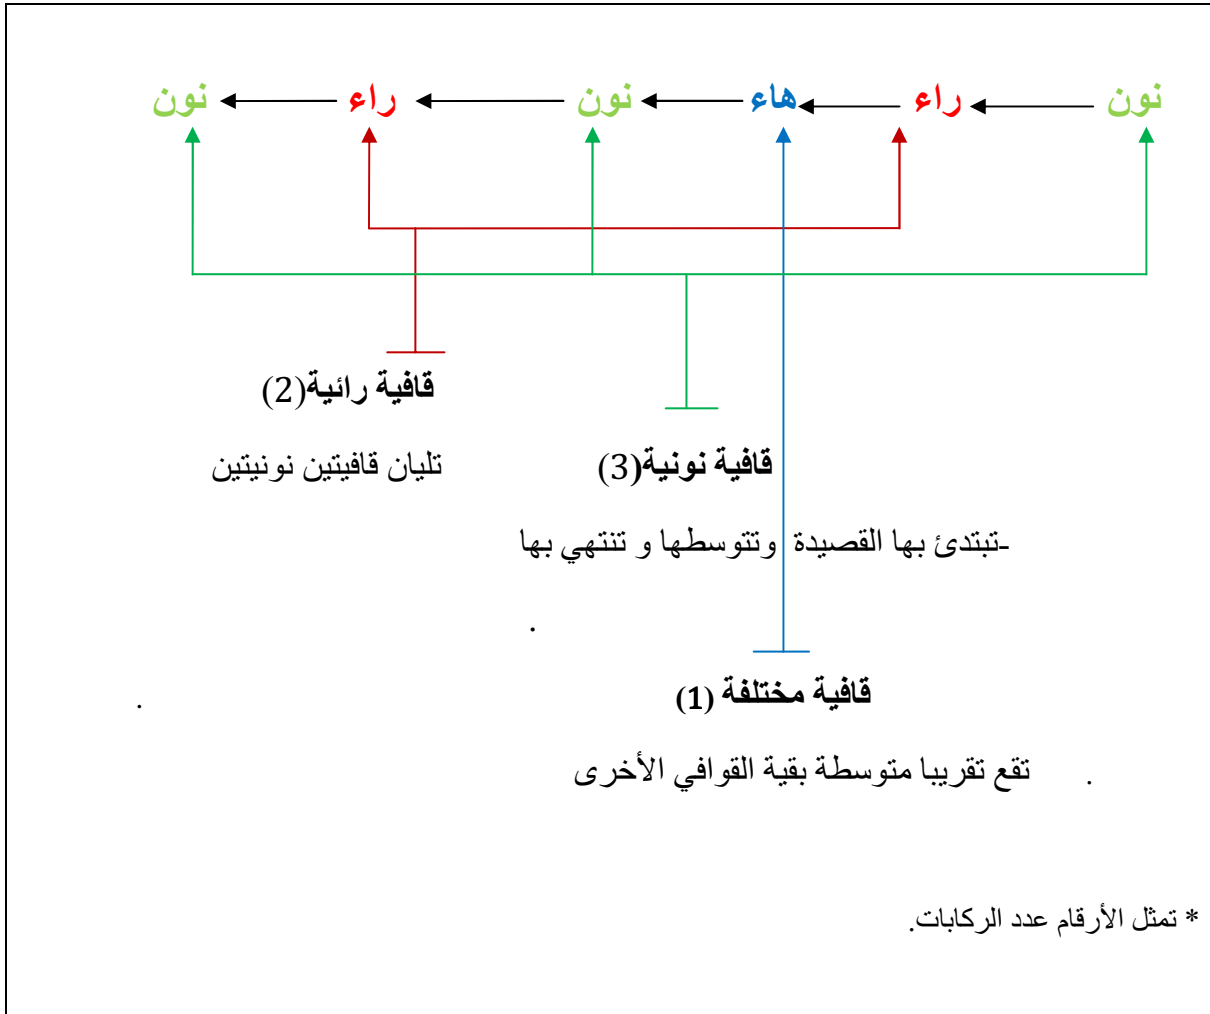 نون راء هاء نون راء نون
قافية رائية(2)
تليان قافيتين نونيتين
قافية نونية(3)
-تبتدئ بها القصيدة وتتوسطها و تنتهي بها
.
قافية مختلفة (1)
.
. تقع تقريبا متوسطة بقية القوافي الأخرى
* تمثل الأرقام عدد الركابات.